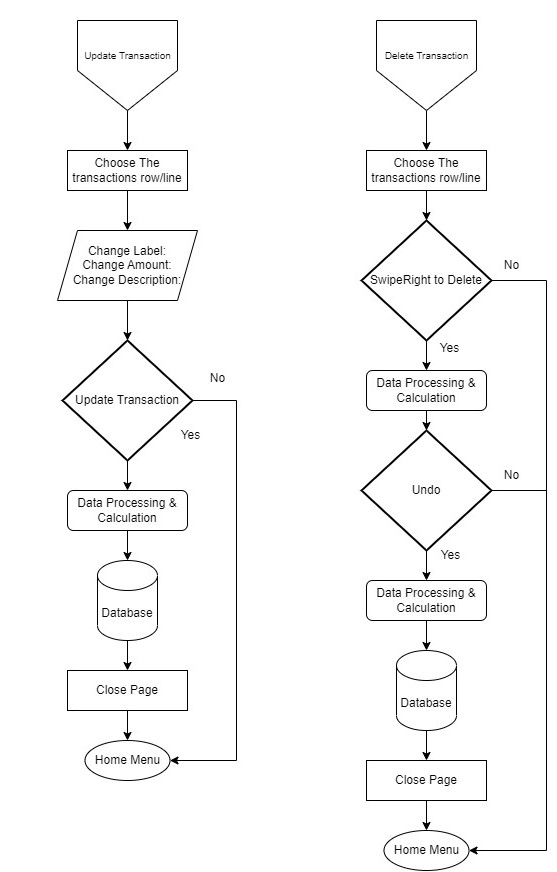 Update Transaction
Choose The
transactions row/line
Change Label:
Change Amount:
Change Description:
Update Transaction
No
Yes
Data Processing &
Calculation
Database
Close Page
Home Menu
Delete Transaction
Choose The
transactions row/line
SwipeRight to Delete
No
Yes
Data Processing &
Calculation
Undo
No
Yes
Data Processing &
Calculation
Database
Close Page
Home Menu